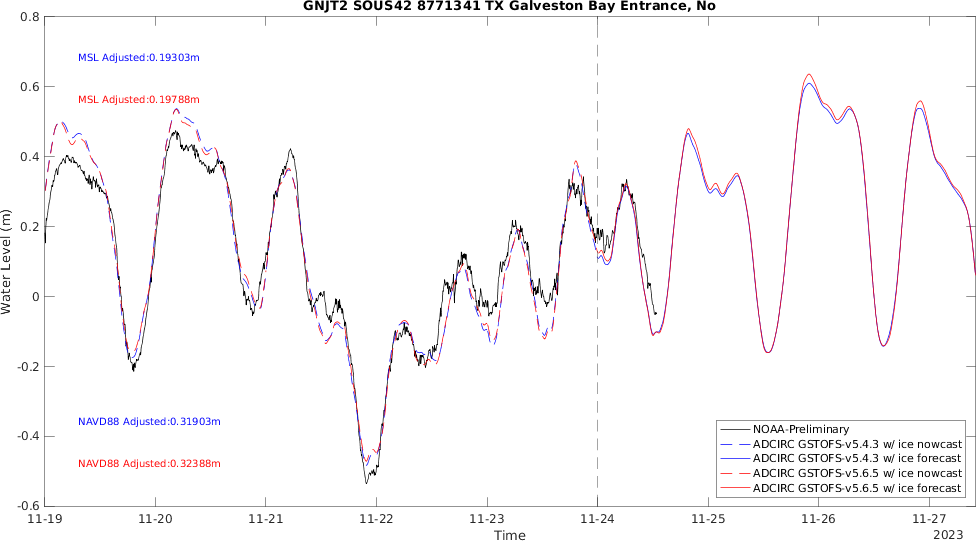 GNJT2 SOUS42 8771341 TX Galveston Bay Entrance, No
0.8
0.6
0.4
0.2
0
-0.2
-0.4
-0.6
Water Level (m)
MSL Adjusted:0.19303m
MSL Adjusted:0.19788m
NAVD88 Adjusted:0.31903m
NAVD88 Adjusted:0.32388m
NOAA-Preliminary
ADCIRC GSTOFS-v5.4.3 w/ ice nowcast
ADCIRC GSTOFS-v5.4.3 w/ ice forecast
ADCIRC GSTOFS-v5.6.5 w/ ice nowcast
ADCIRC GSTOFS-v5.6.5 w/ ice forecast
11-19 11-20 11-21 11-22 11-23 11-24 11-25 11-26 11-27
Time
2023